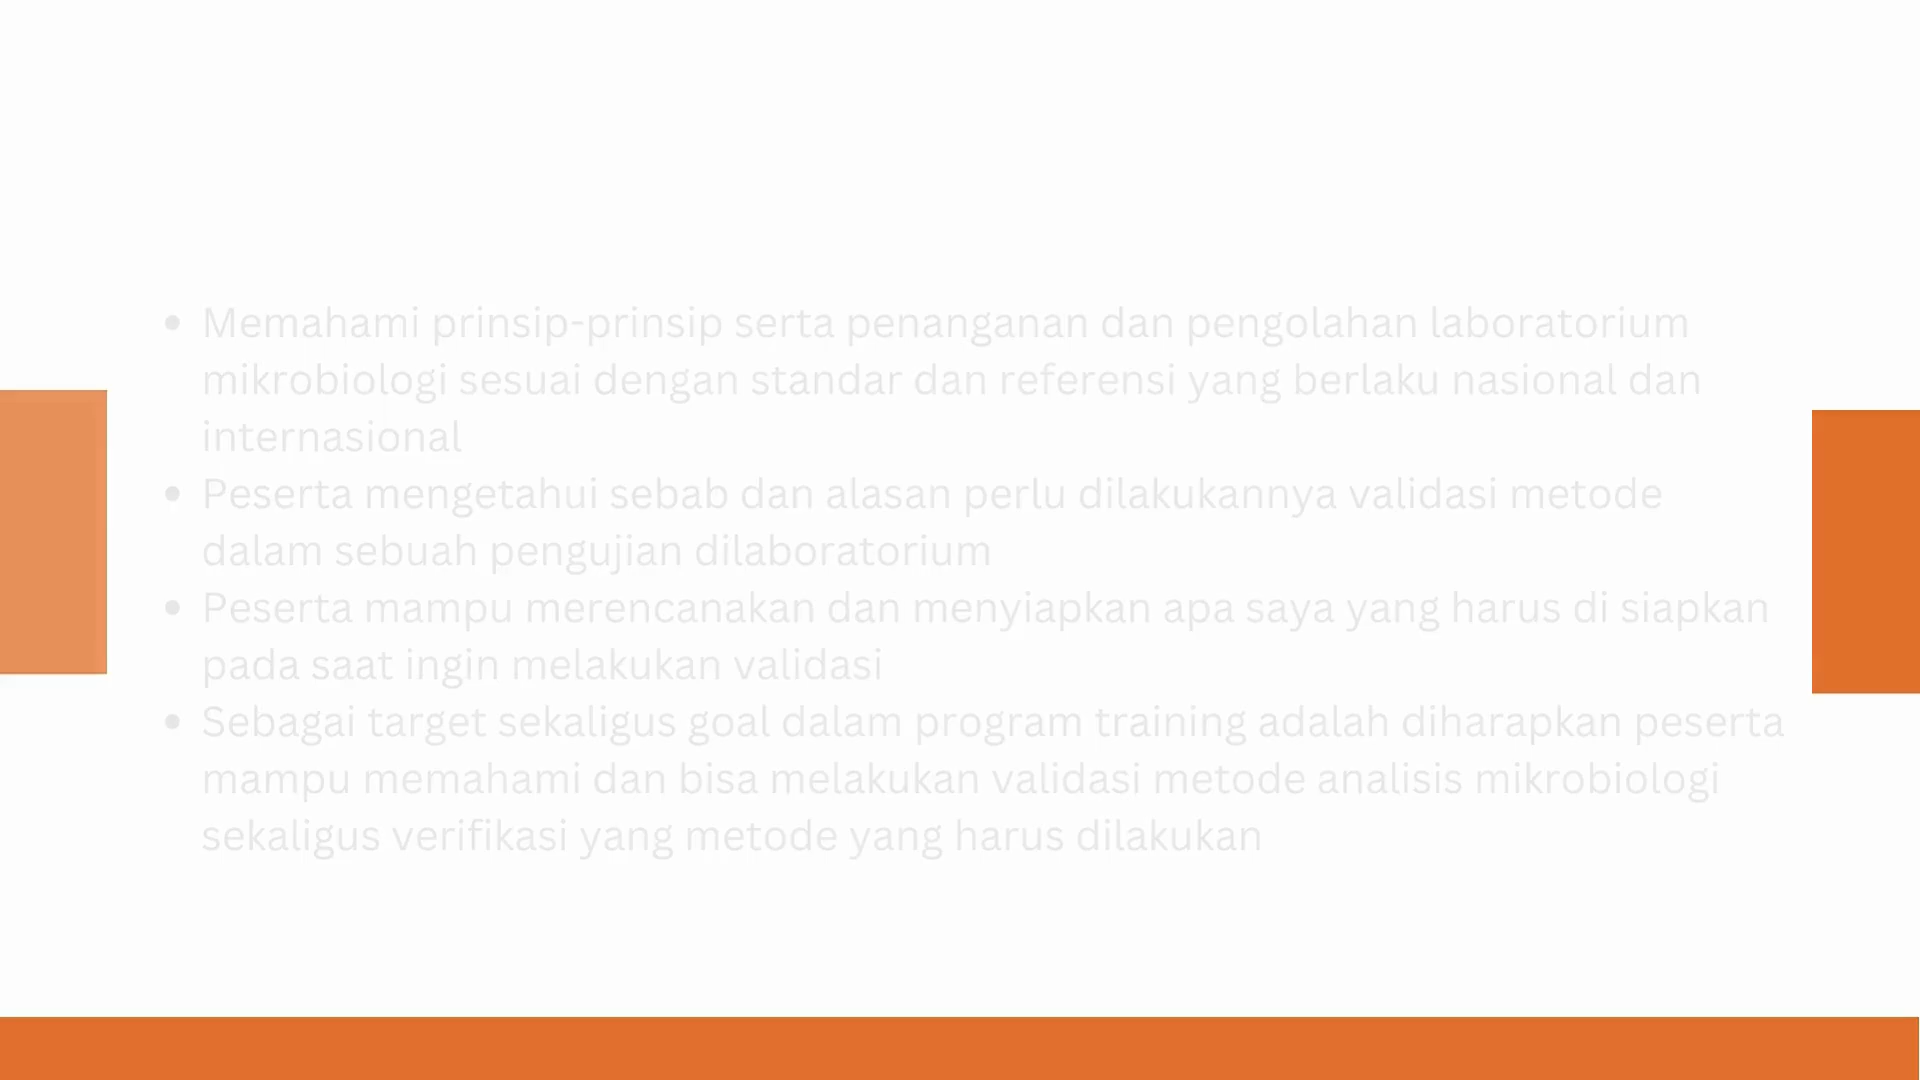 • Memahami prinsip-prinsip serta penanganan dan pengolahan laboratorium
mikrobiologi sesuai dengan standar dan referensi yang berlaku nasional dan
internasional
• Peserta mengetahui sebab dan alasan perlu dilakukannya validasi metode
dalam sebuah pengujian dilaboratorium
• Peserta mampu merencanakan dan menyiapkan apa saya yang harus di siapkan
pada saat ingin melakukan validasi
• Sebagai target sekaligus goal dalam program training adalah diharapkan peserta
mampu memahami dan bisa melakukan validasi metode analisis mikrobiologi
sekaligus verifikasi yang metode yang harus dilakukan